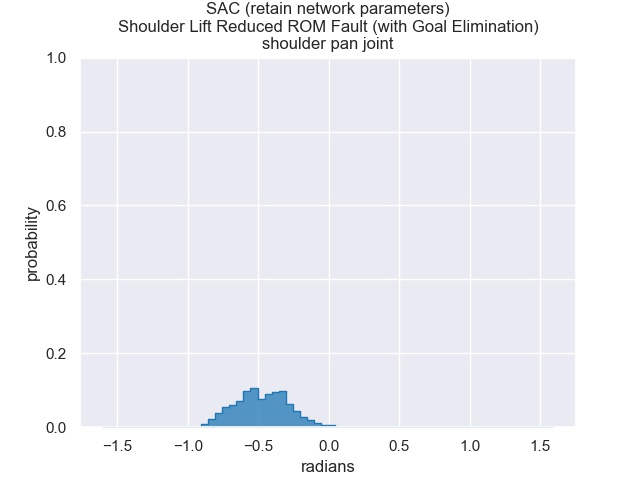 SAC (retain network parameters)
Shoulder Lift Reduced ROM Fault (with Goal Elimination)
shoulder pan joint
1.0
0.8
0.6
0.4
0.2
0.0
probability
−1.5 −1.0 −0.5 0.0 0.5 1.0 1.5
radians